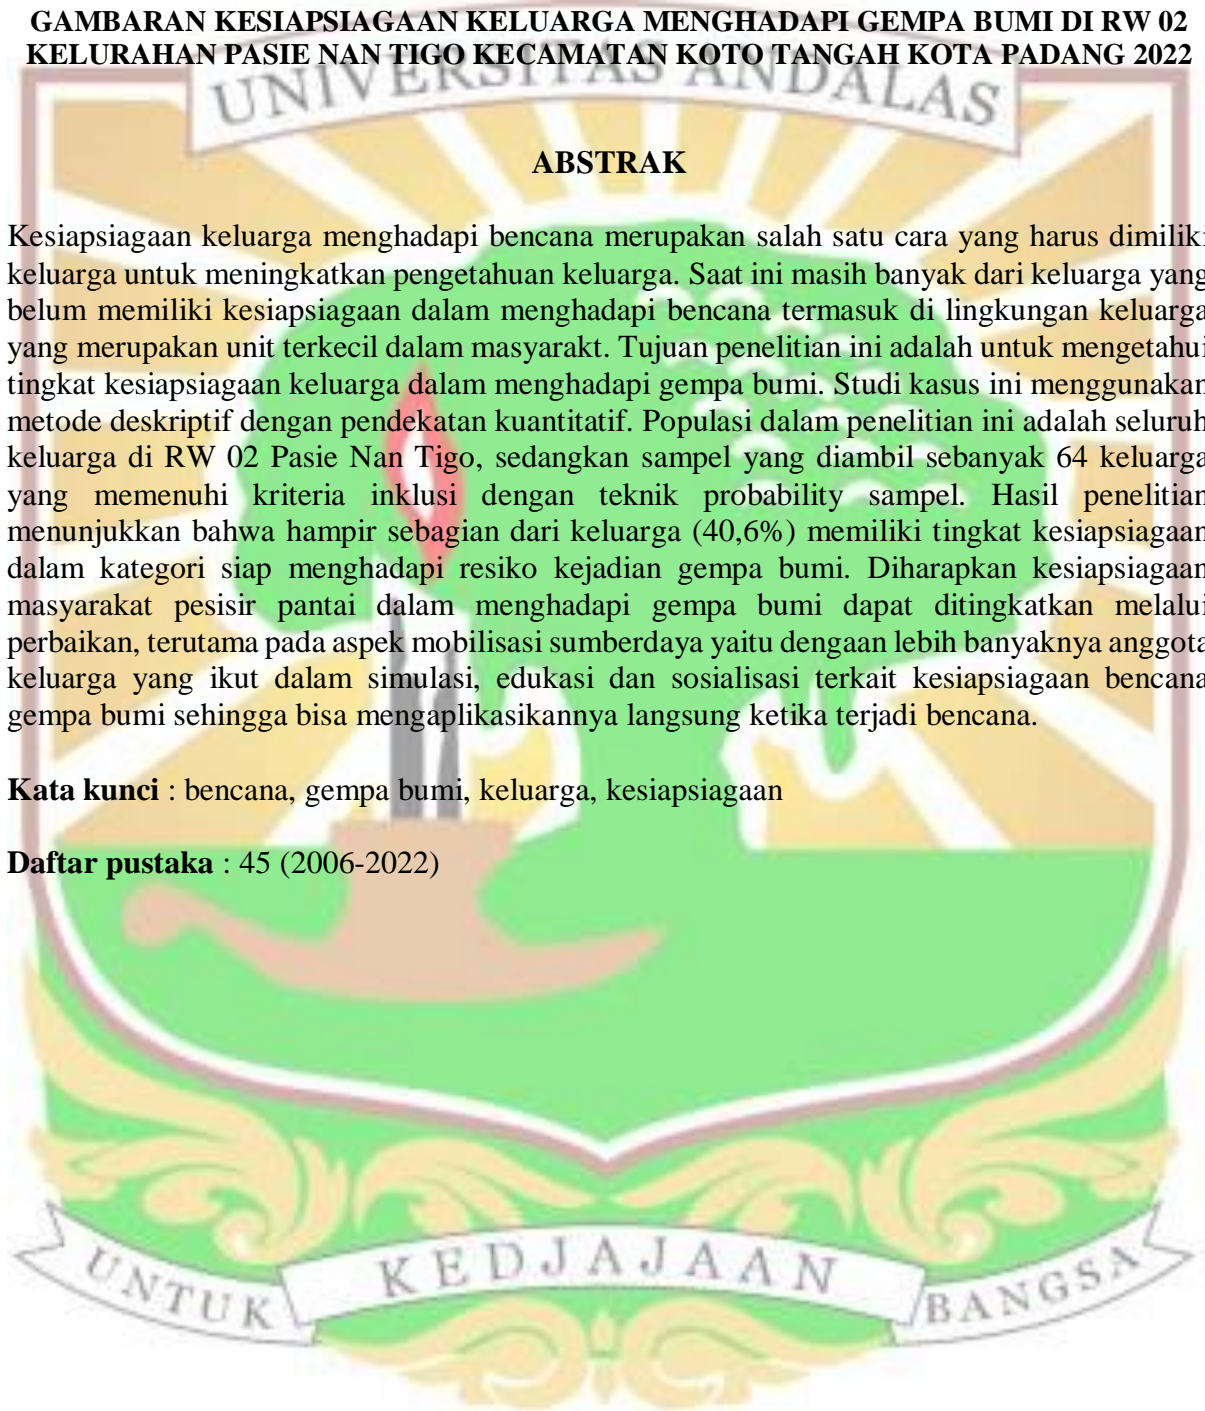 GAMBARAN KESIAPSIAGAAN KELUARGA MENGHADAPI GEMPA BUMI DI RW 02
KELURAHAN PASIE NAN TIGO KECAMATAN KOTO TANGAH KOTA PADANG 2022
UNIVERSITAS ANDALAS
ABSTRAK
Kesiapsiagaan keluarga menghadapi bencana merupakan salah satu cara yang harus dimiliki
keluarga untuk meningkatkan pengetahuan keluarga. Saat ini masih banyak dari keluarga yang
belum memiliki kesiapsiagaan dalam menghadapi bencana termasuk di lingkungan keluarga
yang merupakan unit terkecil dalam masyarakt. Tujuan penelitian ini adalah untuk mengetahui
tingkat kesiapsiagaan keluarga dalam menghadapi gempa bumi. Studi kasus ini menggunakan
metode deskriptif dengan pendekatan kuantitatif. Populasi dalam penelitian ini adalah seluruh
keluarga di RW 02 Pasie Nan Tigo, sedangkan sampel yang diambil sebanyak 64 keluarga
yang memenuhi kriteria inklusi dengan teknik probability sampel. Hasil penelitian
menunjukkan bahwa hampir sebagian dari keluarga (40,6%) memiliki tingkat kesiapsiagaan
dalam kategori siap menghadapi resiko kejadian gempa bumi. Diharapkan kesiapsiagaan
masyarakat pesisir pantai dalam menghadapi gempa bumi dapat ditingkatkan melalui
perbaikan, terutama pada aspek mobilisasi sumberdaya yaitu dengaan lebih banyaknya anggota
keluarga yang ikut dalam simulasi, edukasi dan sosialisasi terkait kesiapsiagaan bencana
gempa bumi sehingga bisa mengaplikasikannya langsung ketika terjadi bencana.
Kata kunci : bencana, gempa bumi, keluarga, kesiapsiagaan
Daftar pustaka : 45 (2006-2022)
UNTUK KEDJAJAAN BANGSA